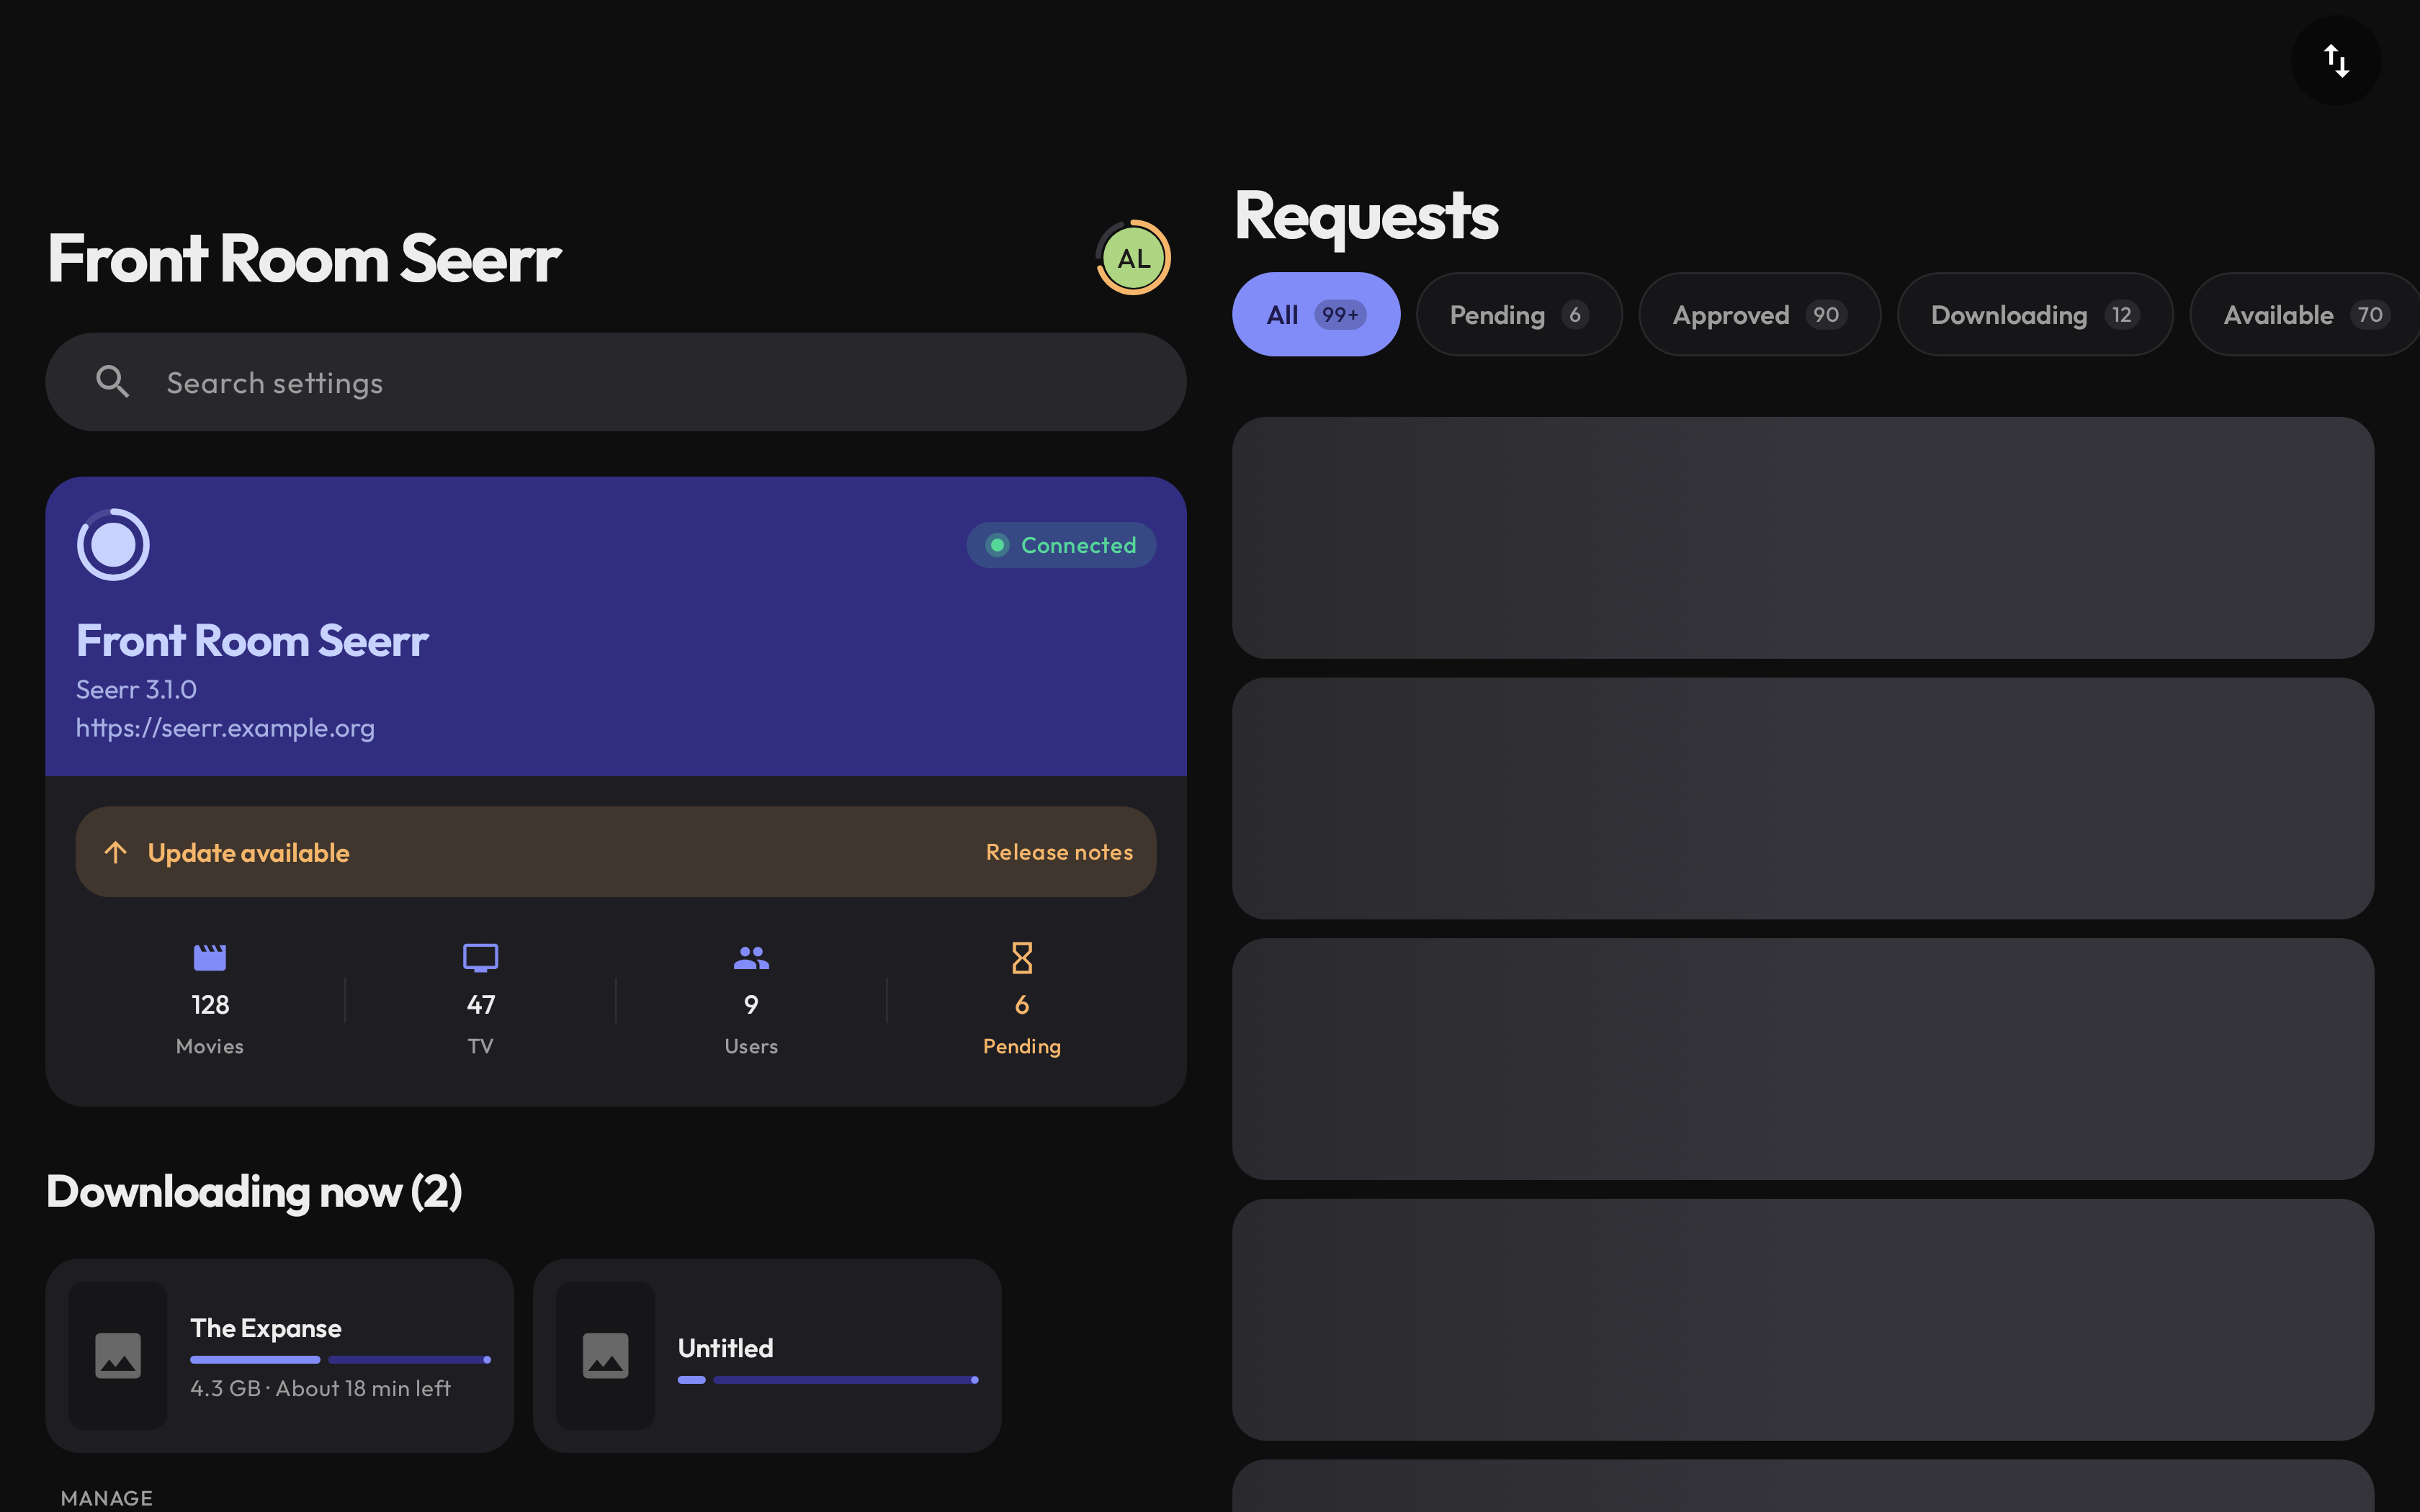 Front Room Seerr
AL
Search settings
Connected
Front Room Seerr
Seerr 3.1.0
https://seerr.example.org
Update available
Release notes
128
Movies
47
TV
9
Users
6
Pending
Downloading now (2)
The Expanse
4.3 GB · About 18 min left
Untitled
MANAGE
Requests
All 99+
Pending 6
Approved 90
Downloading 12
Available 70